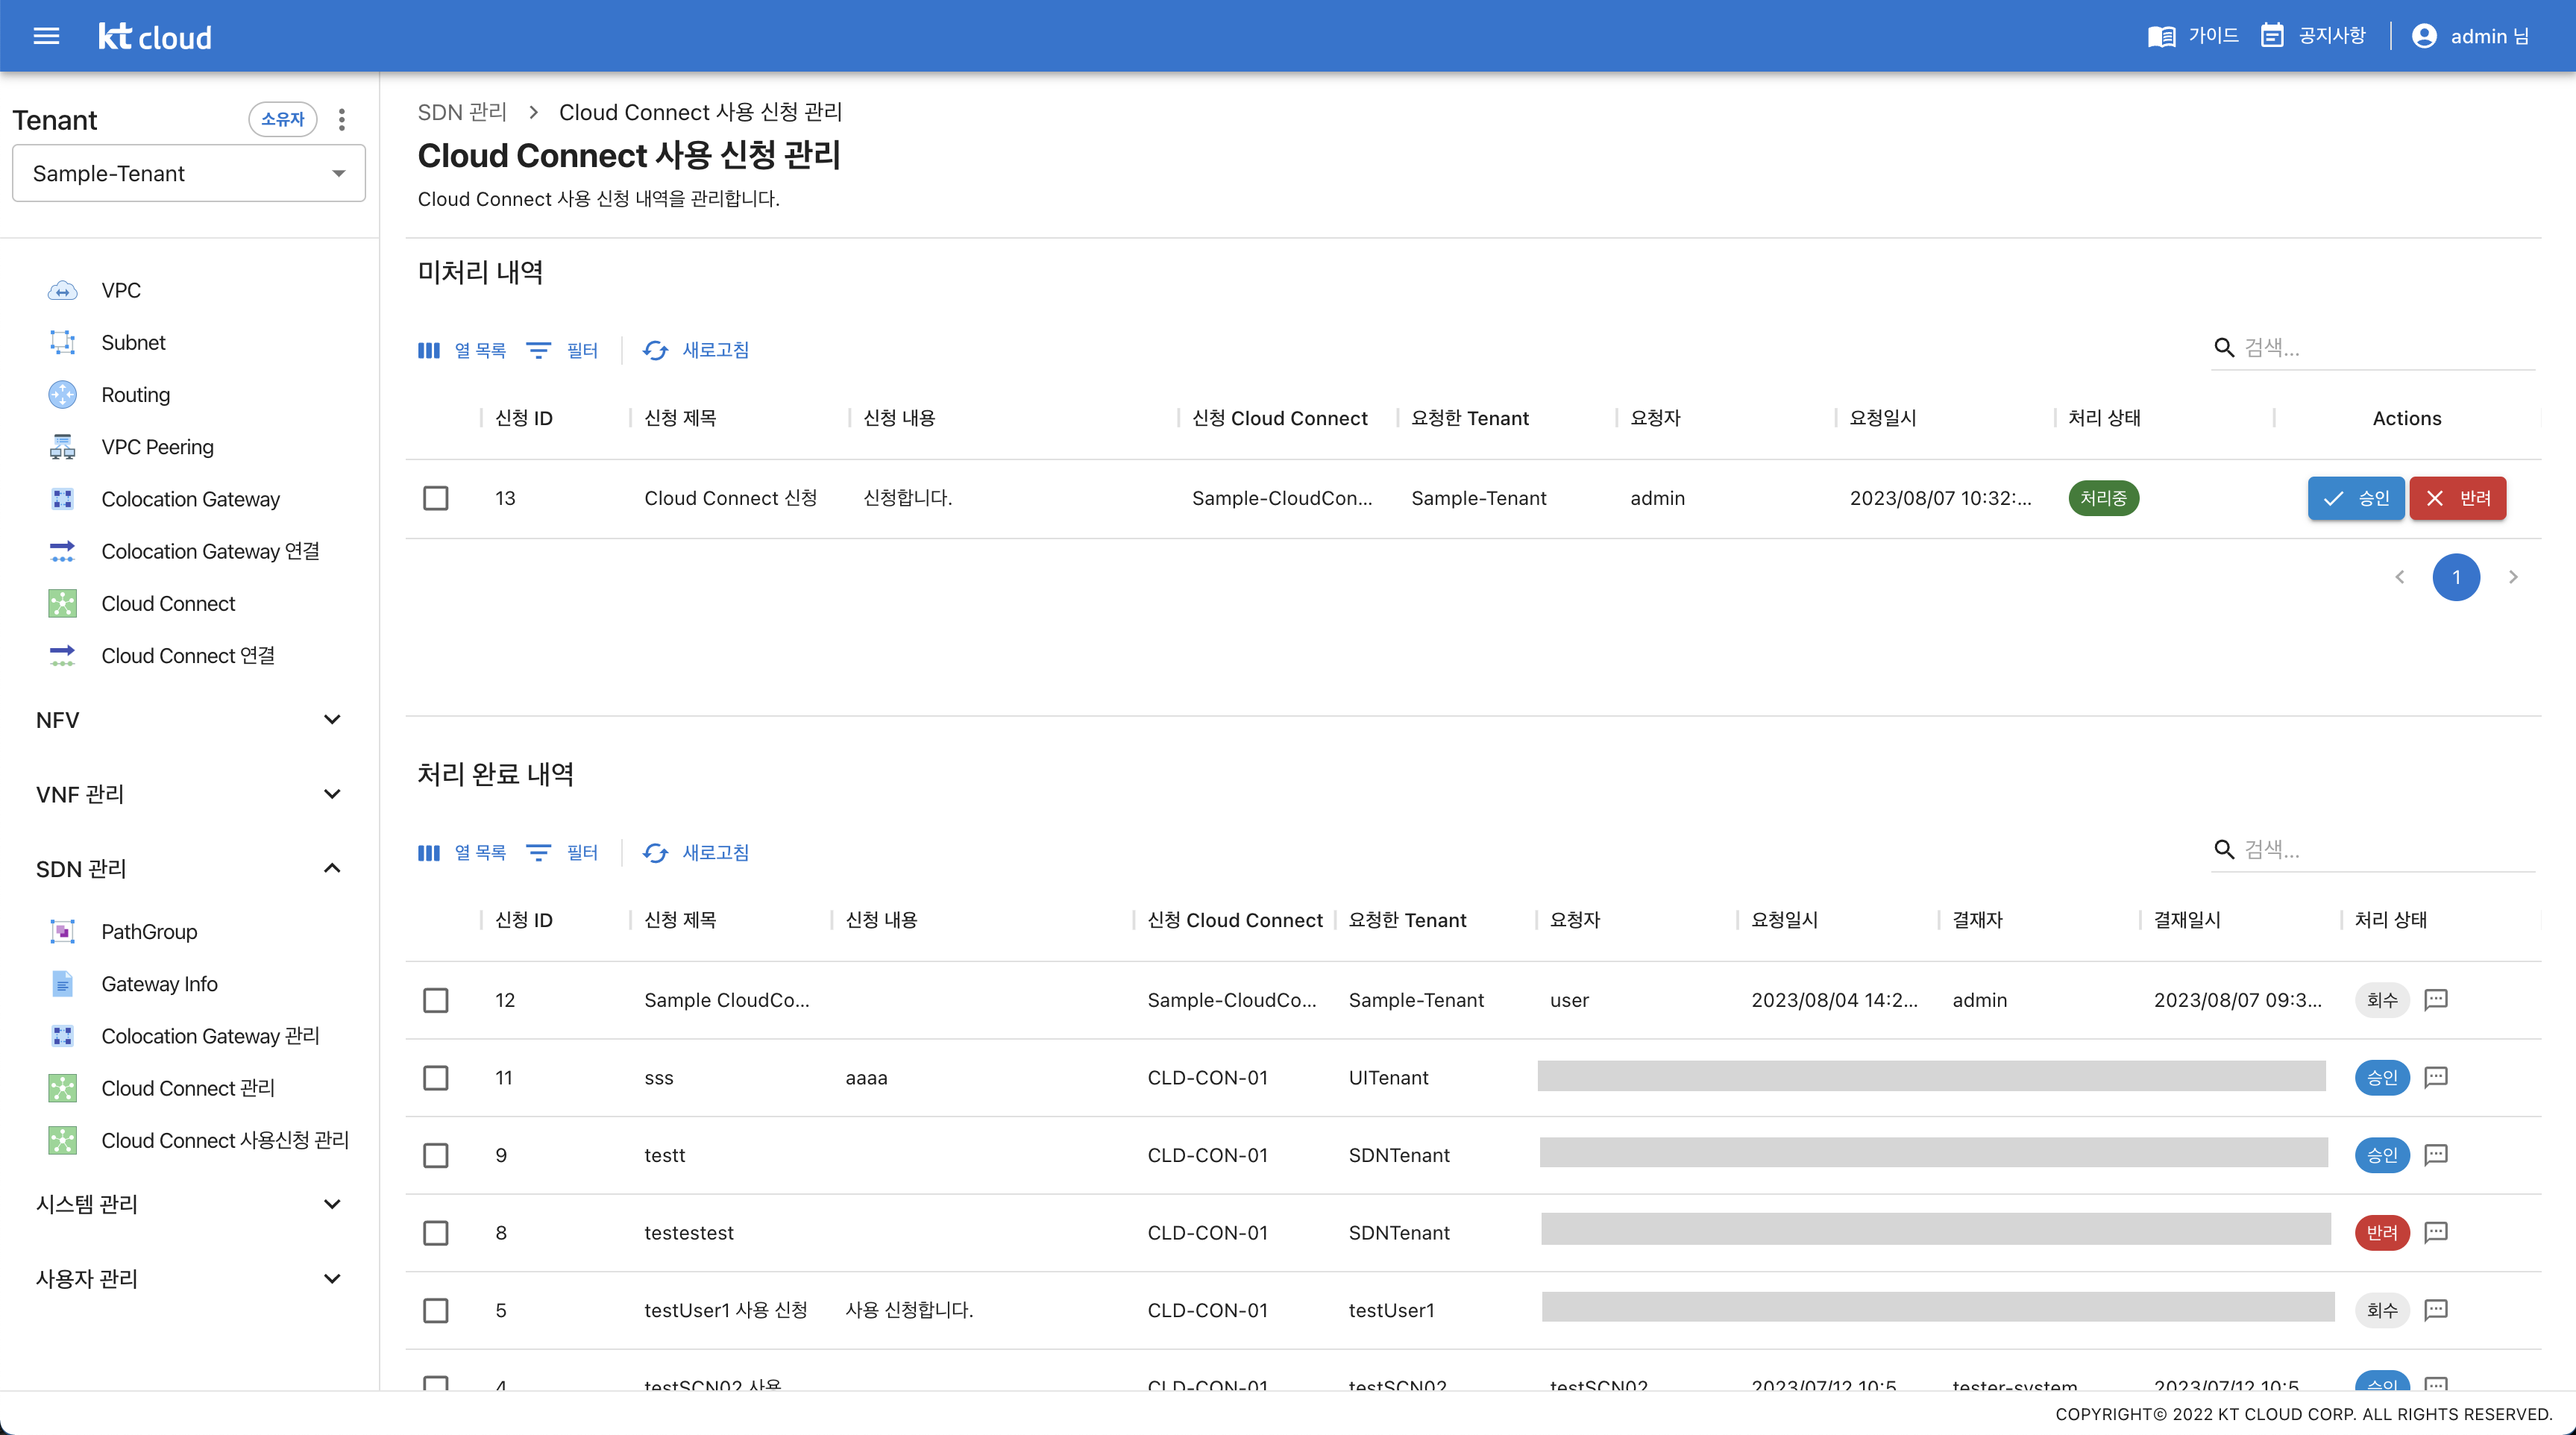 kt cloud
가이드
공지사항
admin 님
Tenant
소유자
Sample-Tenant
VPC
Subnet
Routing
VPC Peering
Colocation Gateway
Colocation Gateway 연결
Cloud Connect
Cloud Connect 연결
NFV
VNF 관리
SDN 관리
PathGroup
Gateway Info
Colocation Gateway 관리
Cloud Connect 관리
Cloud Connect 사용신청 관리
시스템 관리
사용자 관리
SDN 관리 > Cloud Connect 사용 신청 관리
Cloud Connect 사용 신청 관리
Cloud Connect 사용 신청 내역을 관리합니다.
미처리 내역
열 목록 필터 새로고침 검색...
신청 ID 신청 제목 신청 내용 신청 Cloud Connect 요청한 Tenant 요청자 요청일시 처리 상태 Actions
13 Cloud Connect 신청 신청합니다. Sample-CloudCon... Sample-Tenant admin 2023/08/07 10:32:... 처리중 승인 반려
1
처리 완료 내역
열 목록 필터 새로고침 검색...
신청 ID 신청 제목 신청 내용 신청 Cloud Connect 요청한 Tenant 요청자 요청일시 결재자 결재일시 처리 상태
12 Sample CloudCo... Sample-CloudCo... Sample-Tenant user 2023/08/04 14:2... admin 2023/08/07 09:3... 회수
11 sss aaaa CLD-CON-01 UITenant 승인
9 testt CLD-CON-01 SDNTenant 승인
8 testestest CLD-CON-01 SDNTenant 반려
5 testUser1 사용 신청 사용 신청합니다. CLD-CON-01 testUser1 회수
4 testSCN02 사용 CLD-CON-01 testSCN02 testSCN02 2023/07/12 10:5 tester-system 2023/07/12 10:5 승인
COPYRIGHT© 2022 KT CLOUD CORP. ALL RIGHTS RESERVED.